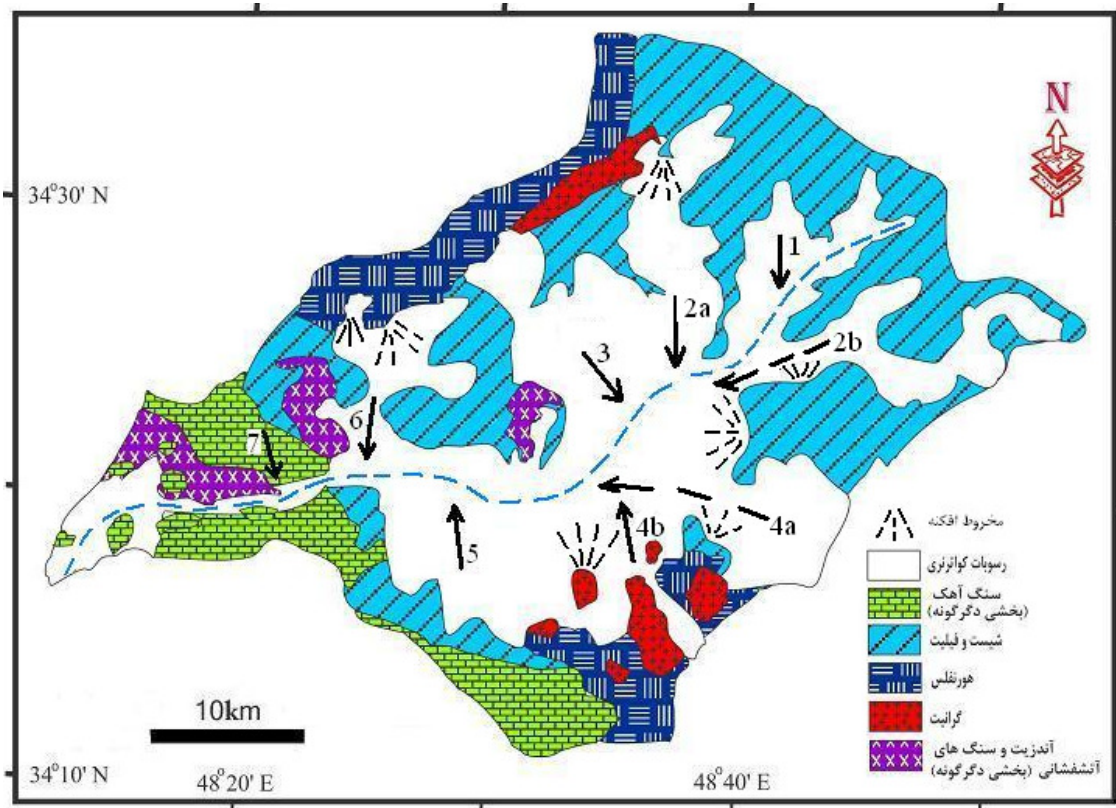 N
34°30' N
1
2a
2b
3
6
7
4b
4a
5
مخروط افکنه
رسوبات کواترنری
سنگ آهک
(بخشی دگرگونه)
شیست و فیلیت
هورنفلس
گرانیت
آندزیت و سنگ های
آتشفشانی (بخشی دگرگونه)
10km
34°10' N
48°20' E
48°40' E